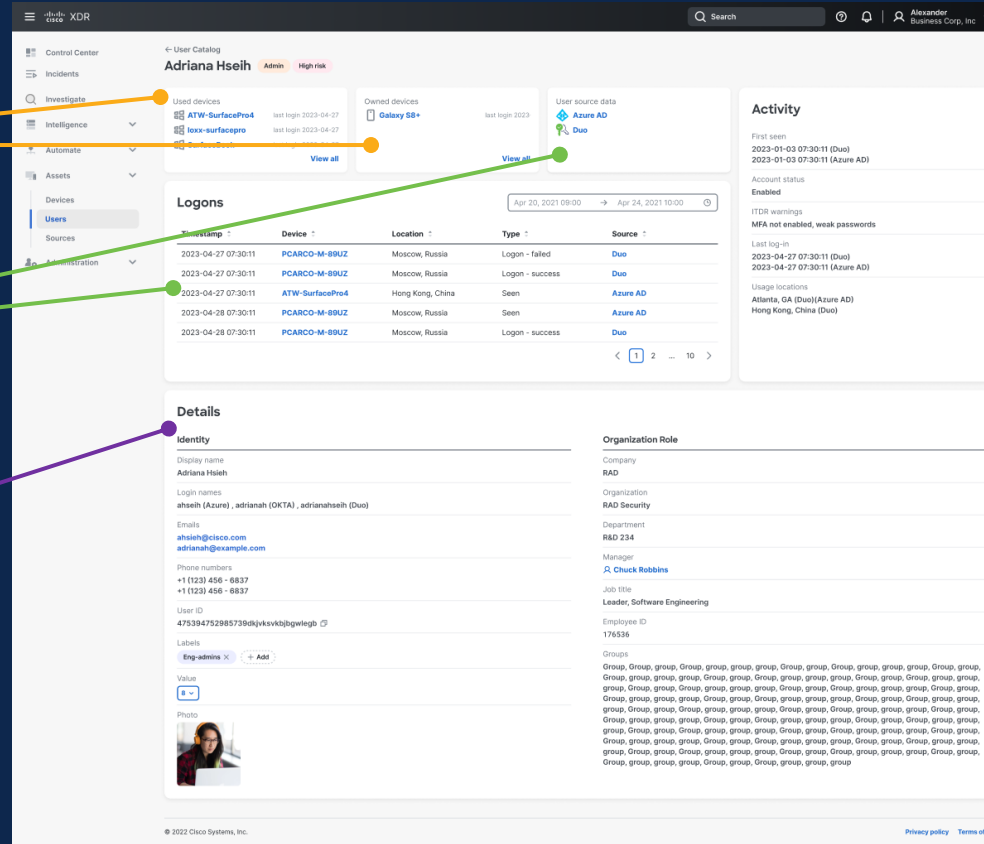 cisco XDR
Search
Alexander
Business Corp, Inc
Control Center
Incidents
Investigate
Intelligence
Automate
Assets
Devices
Users
Sources
Administration
← User Catalog
Adriana Hseih Admin High risk
Used devices
ATW-SurfacePro4 last login 2023-04-27
lexx-surfacepro last login 2023-04-27
View all
Owned devices
Galaxy S8+ last login 2023
View all
User source data
Azure AD
Duo
Logons
Apr 20, 2021 09:00 → Apr 24, 2021 10:00
Timestamp Device Location Type Source
2023-04-27 07:30:11 PCARCO-M-89UZ Moscow, Russia Logon - failed Duo
2023-04-27 07:30:11 PCARCO-M-89UZ Moscow, Russia Logon - success Duo
2023-04-27 07:30:11 ATW-SurfacePro4 Hong Kong, China Seen Azure AD
2023-04-28 07:30:11 PCARCO-M-89UZ Moscow, Russia Seen Azure AD
2023-04-28 07:30:11 PCARCO-M-89UZ Moscow, Russia Logon - success Duo
< 1 2 ... 10 >
Activity
First seen
2023-01-03 07:30:11 (Duo)
2023-01-03 07:30:11 (Azure AD)
Account status
Enabled
ITDR warnings
MFA not enabled, weak passwords
Last log-in
2023-04-27 07:30:11 (Duo)
2023-04-27 07:30:11 (Azure AD)
Usage locations
Atlanta, GA (Duo)(Azure AD)
Hong Kong, China (Duo)
Details
Identity
Display name
Adriana Hsieh
Login names
ahseih (Azure) , adrianah (OKTA) , adrianahseih (Duo)
Emails
ahsieh@cisco.com
adrianah@example.com
Phone numbers
+1 (123) 456 - 6837
+1 (123) 456 - 6837
User ID
475394752985739dkjvksvkbjbgwlegb
Labels
Eng-admins × + Add
Value
8
Photo
Organization Role
Company
RAD
Organization
RAD Security
Department
R&D 234
Manager
Chuck Robbins
Job title
Leader, Software Engineering
Employee ID
176536
Groups
Group, Group, group, Group, group, group, group, Group, group, Group, group, group, group, Group, group,
Group, group, group, Group, group, Group, group, group, group, Group, group, Group, group, group,
group, Group, group, Group, group, group, group, Group, group, Group, group, group, group, Group,
Group, group, group, Group, group, Group, group, group, group, Group, group, Group, group, group,
group, Group, group, Group, group, group, group, Group, group, Group, group, group, group, Group,
Group, group, group, Group, group, Group, group, group, group, Group, group, Group, group, group,
group, Group, group, Group, group, group, group, Group, group, Group, group, group, group, Group,
Group, group, group, Group, group, Group, group, group, group, Group, group, Group, group, group,
group, Group, group, Group, group, group, group, Group, group, Group, group, group, group, Group, group,
Group, group, group, group, Group, group, Group, group, group, group
© 2022 Cisco Systems, Inc.
Privacy policy Terms of